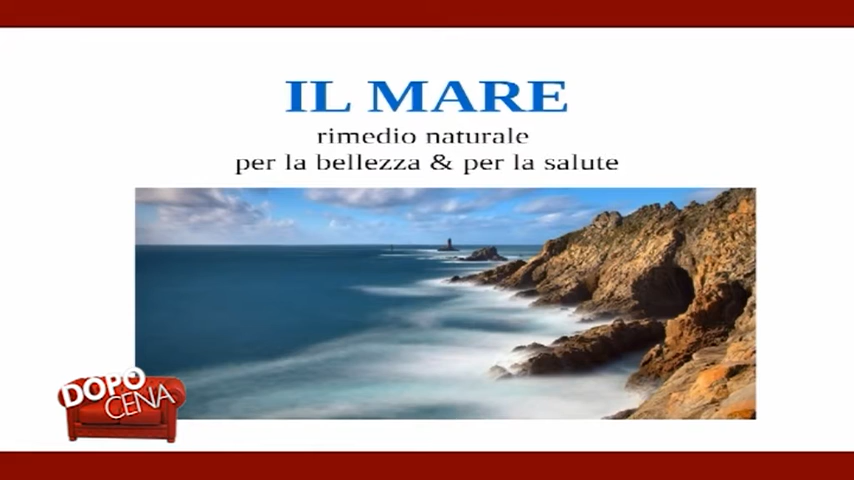 IL MARE
rimedio naturale
per la bellezza & per la salute
DOPO
CENA